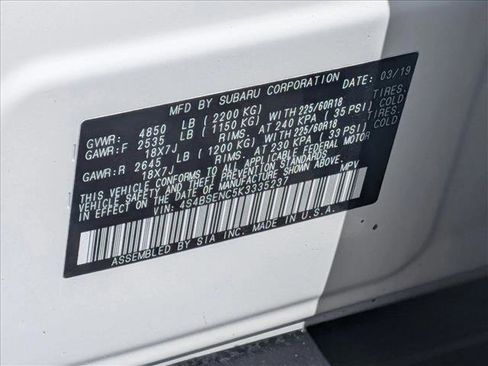 MFD BY SUBARU CORPORATION DATE: 03/19
GVWR: 4850 LB (2200 KG)
GAWR:F 2535 LB (1150 KG) WITH 225/60R18 TIRES.
18X7J RIMS. AT 240 KPA (35 PSI) COLD
GAWR:R 2645 LB (1200 KG) WITH 225/60R18 TIRES.
18X7J RIMS. AT 230 KPA (33 PSI) COLD
THIS VEHICLE CONFORMS TO ALL APPLICABLE FEDERAL MOTOR
VEHICLE SAFETY AND THEFT PREVENTION STANDARDS
IN EFFECT ON THE DATE OF MANUFACTURE SHOWN ABOVE.
VIN: 4S4BSENC5K3335237 MPV
ASSEMBLED BY SIA INC. MADE IN U.S.A.